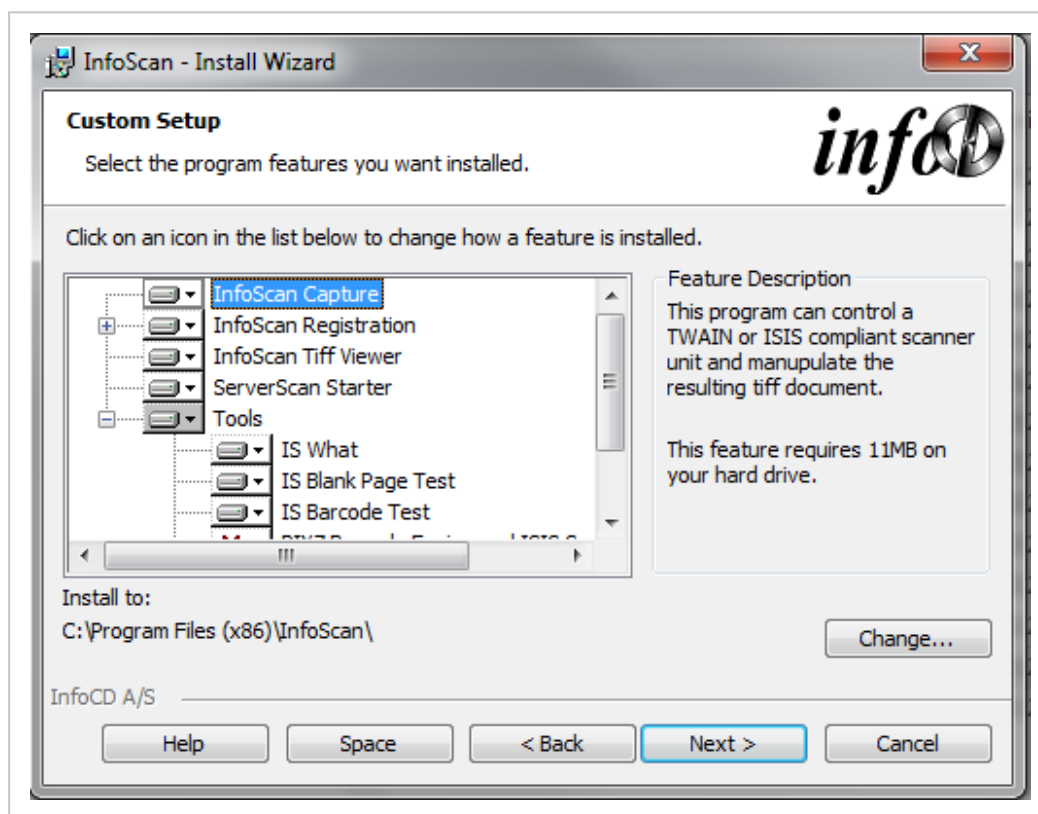 InfoScan - Install Wizard
Custom Setup
Select the program features you want installed.
infoCD
Click on an icon in the list below to change how a feature is installed.
InfoScan Capture
InfoScan Registration
InfoScan Tiff Viewer
ServerScan Starter
Tools
IS What
IS Blank Page Test
IS Barcode Test
Feature Description
This program can control a
TWAIN or ISIS compliant scanner
unit and manupulate the
resulting tiff document.
This feature requires 11MB on
your hard drive.
Install to:
C:\Program Files (x86)\InfoScan\
Change...
InfoCD A/S
Help
Space
< Back
Next >
Cancel